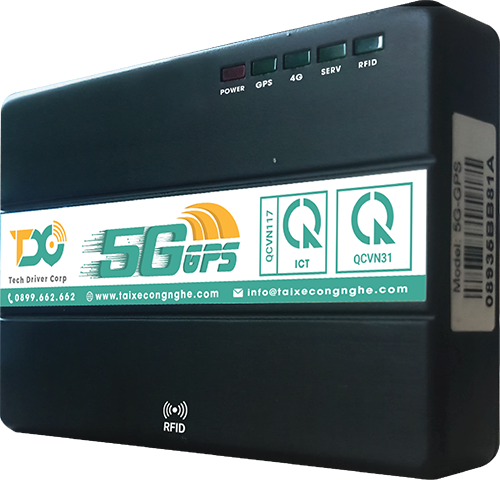 POWER GPS 4G SERV RFID
TDC
Tech Driver Corp
5G GPS
QCVN117
ICT
QCVN31
0899.662.662 www.taixecongnghe.com info@taixecongnghe.com
RFID
Model: 5G-GPS
08935BB81A